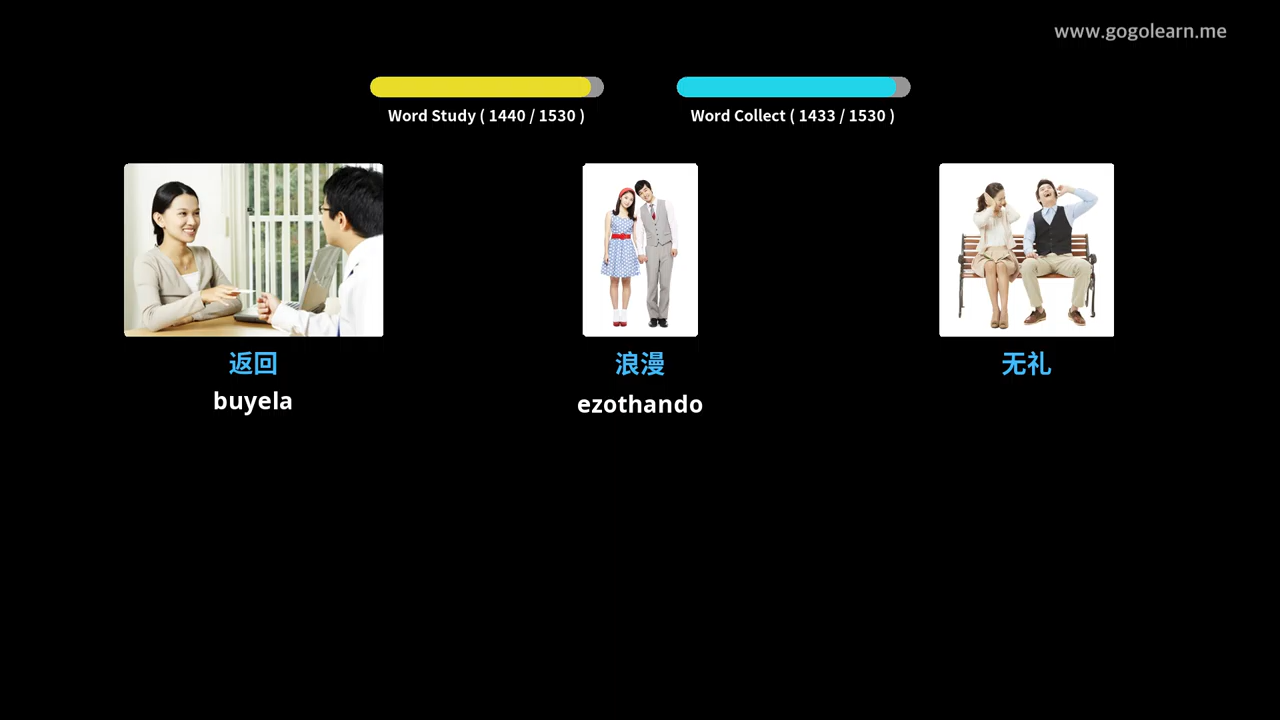 www.gogolearn.me
Word Study ( 1440 / 1530 )
Word Collect ( 1433 / 1530 )
返回
buyela
浪漫
ezothando
无礼